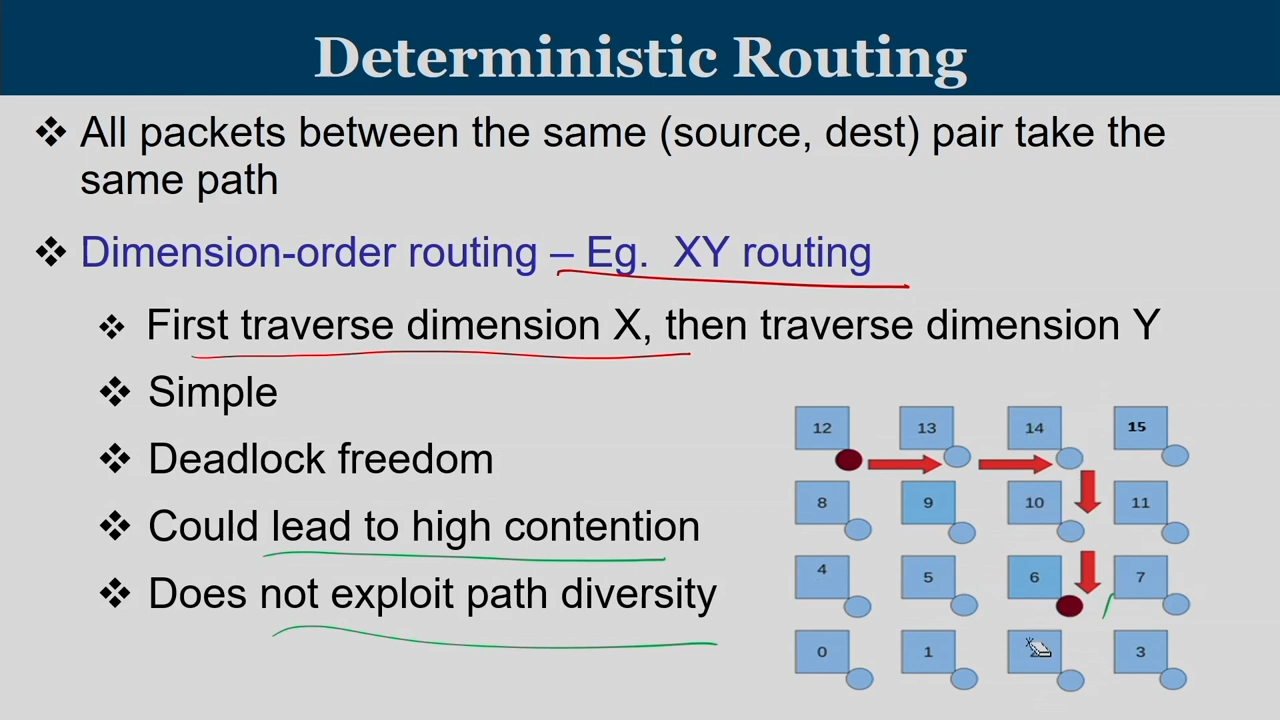 Deterministic Routing
❖ All packets between the same (source, dest) pair take the
same path
❖ Dimension-order routing – Eg. XY routing
❖ First traverse dimension X, then traverse dimension Y
❖ Simple
❖ Deadlock freedom
❖ Could lead to high contention
❖ Does not exploit path diversity
12 13 14 15
8 9 10 11
4 5 6 7
0 1 3